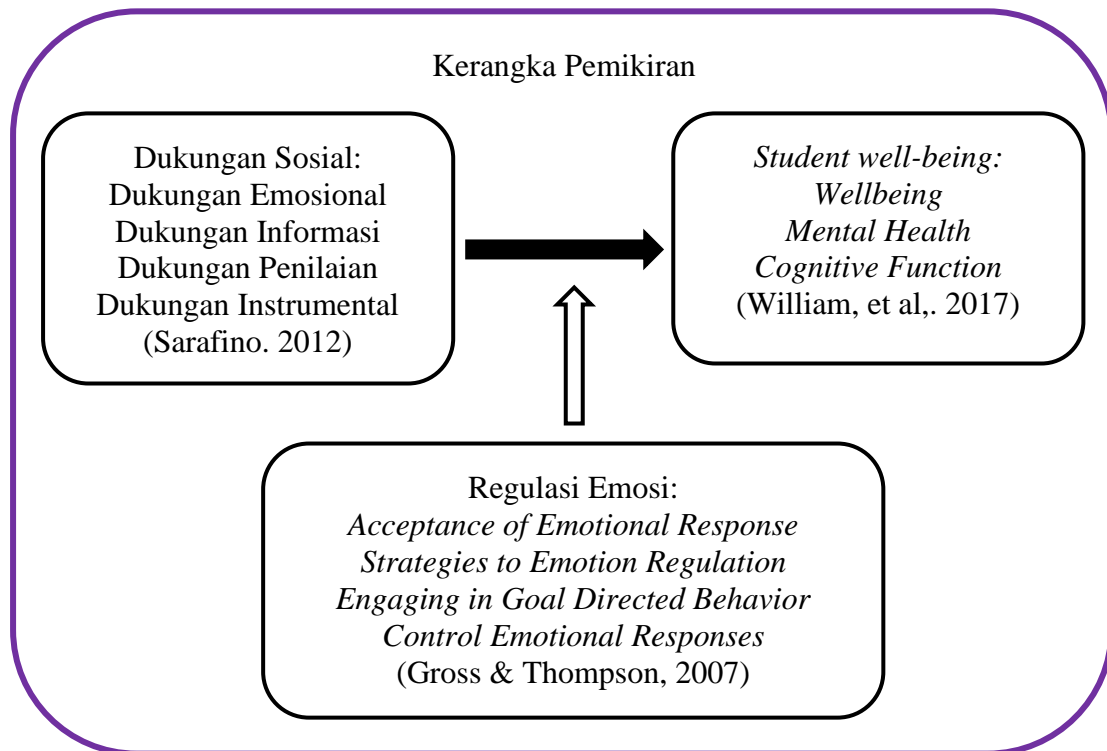 Kerangka Pemikiran
Dukungan Sosial:
Dukungan Emosional
Dukungan Informasi
Dukungan Penilaian
Dukungan Instrumental
(Sarafino. 2012)
Student well-being:
Wellbeing
Mental Health
Cognitive Function
(William, et al,. 2017)
Regulasi Emosi:
Acceptance of Emotional Response
Strategies to Emotion Regulation
Engaging in Goal Directed Behavior
Control Emotional Responses
(Gross & Thompson, 2007)